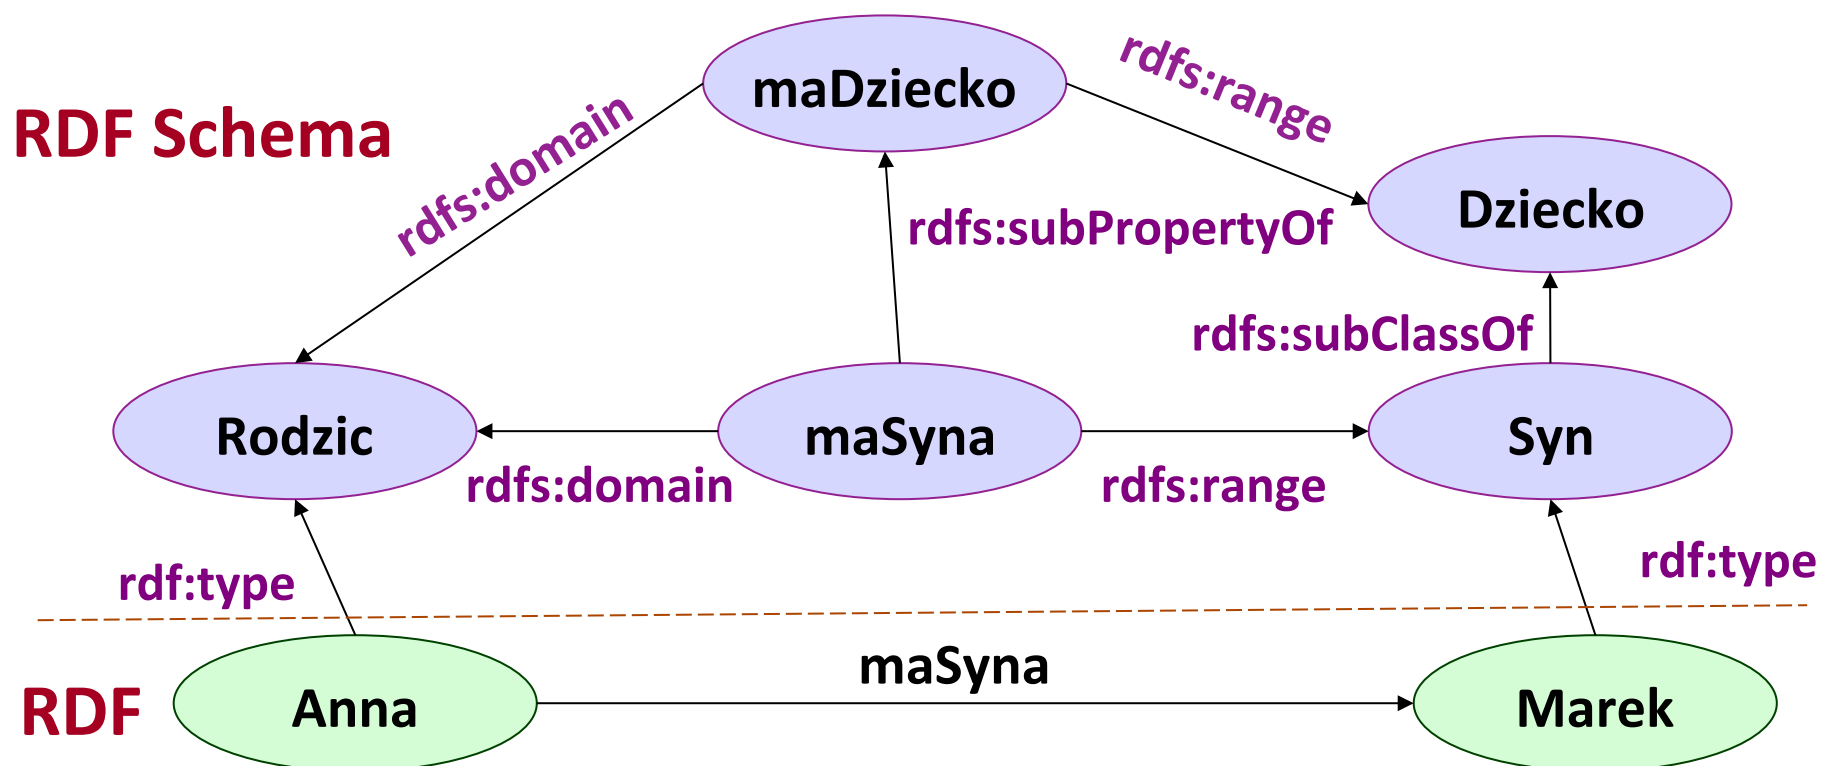 maDziecko
rdfs:range
RDF Schema
rdfs:domain
Dziecko
rdfs:subPropertyOf
rdfs:subClassOf
Rodzic
maSyna
Syn
rdfs:domain
rdfs:range
rdf:type
rdf:type
maSyna
RDF
Anna
Marek